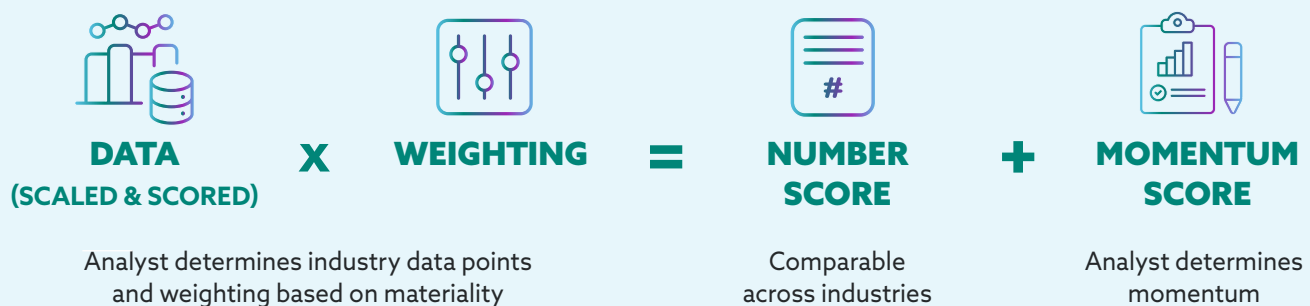 #
DATA
(SCALED & SCORED)
x
WEIGHTING
=
NUMBER
SCORE
+
MOMENTUM
SCORE
Analyst determines industry data points
and weighting based on materiality
Comparable
across industries
Analyst determines
momentum